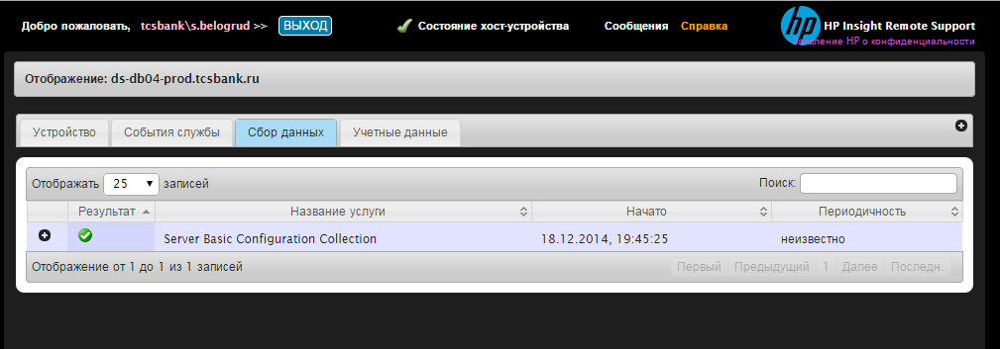 Добро пожаловать, tcsbank\s.belogrud >> ВЫХОД Состояние хост-устройства Сообщения Справка hp HP Insight Remote Support
Заявление HP о конфиденциальности
Отображение: ds-db04-prod.tcsbank.ru
Устройство События службы Сбор данных Учетные данные
Отображать 25 записей Поиск:
Результат Название услуги Начато Периодичность
Server Basic Configuration Collection 18.12.2014, 19:45:25 неизвестно
Отображение от 1 до 1 из 1 записей Первый Предыдущий 1 Далее Последн.